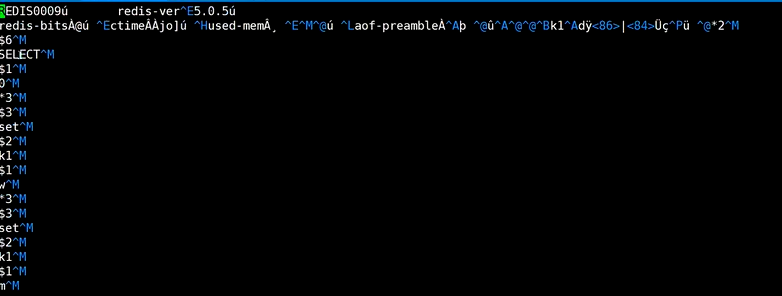 REDIS0009ú      redis-ver^E5.0.5ú
redis-bitsÀ@ú ^EctimeÂÀjo]ú ^Hused-memÂ¸ ^E^M^@ú ^Laof-preambleÀ^Aþ ^@û^A^@^@^Bk1^Adÿ<86>|<84>Üç^Pü ^@*2^M
$6^M
SELECT^M
$1^M
0^M
*3^M
$3^M
set^M
$2^M
k1^M
$1^M
w^M
*3^M
$3^M
set^M
$2^M
k1^M
$1^M
m^M